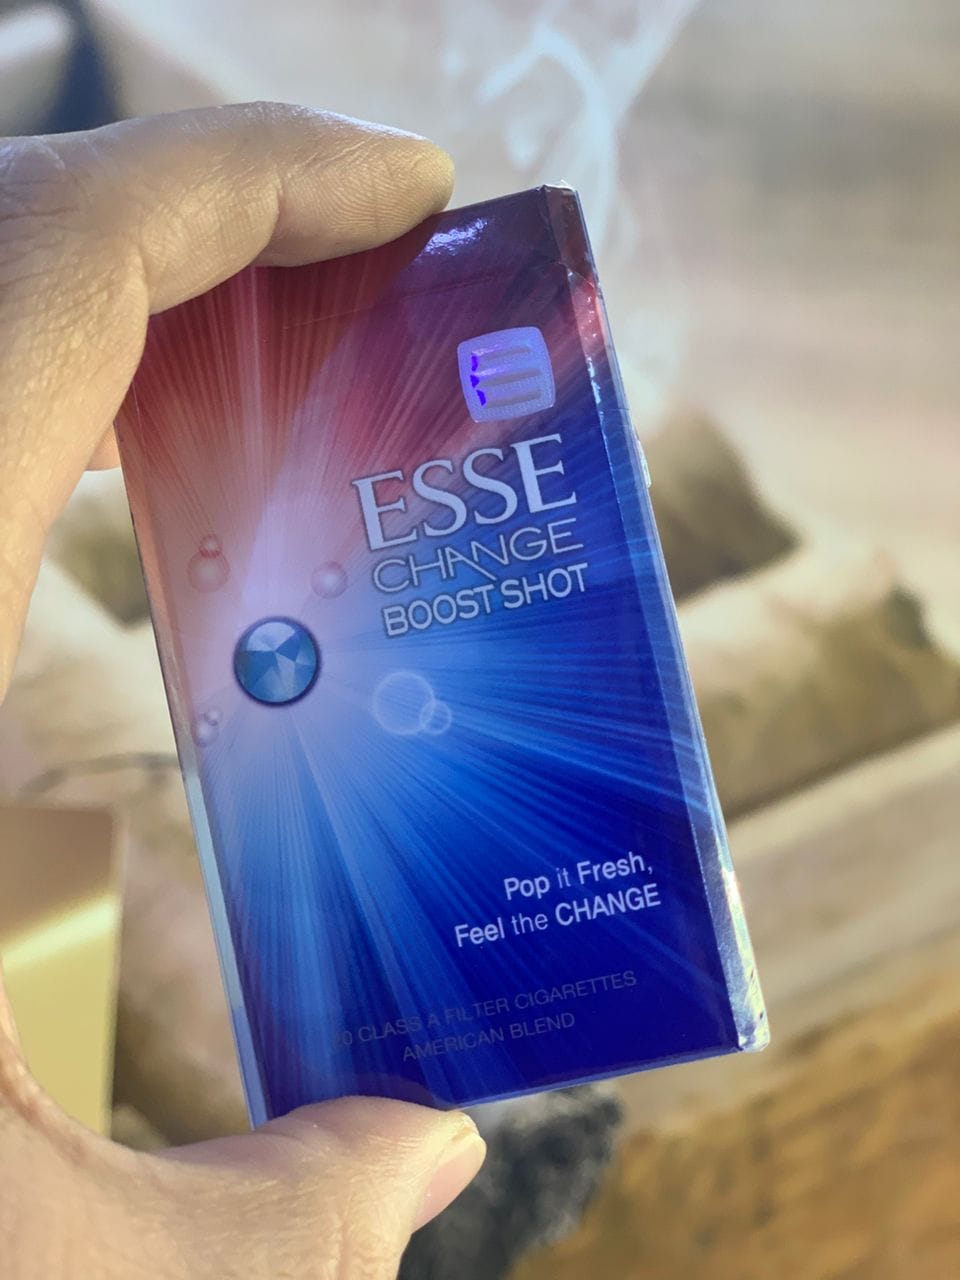 ESSE
CHANGE
BOOST SHOT
Pop it Fresh,
Feel the CHANGE
20 CLASS A FILTER CIGARETTES
AMERICAN BLEND